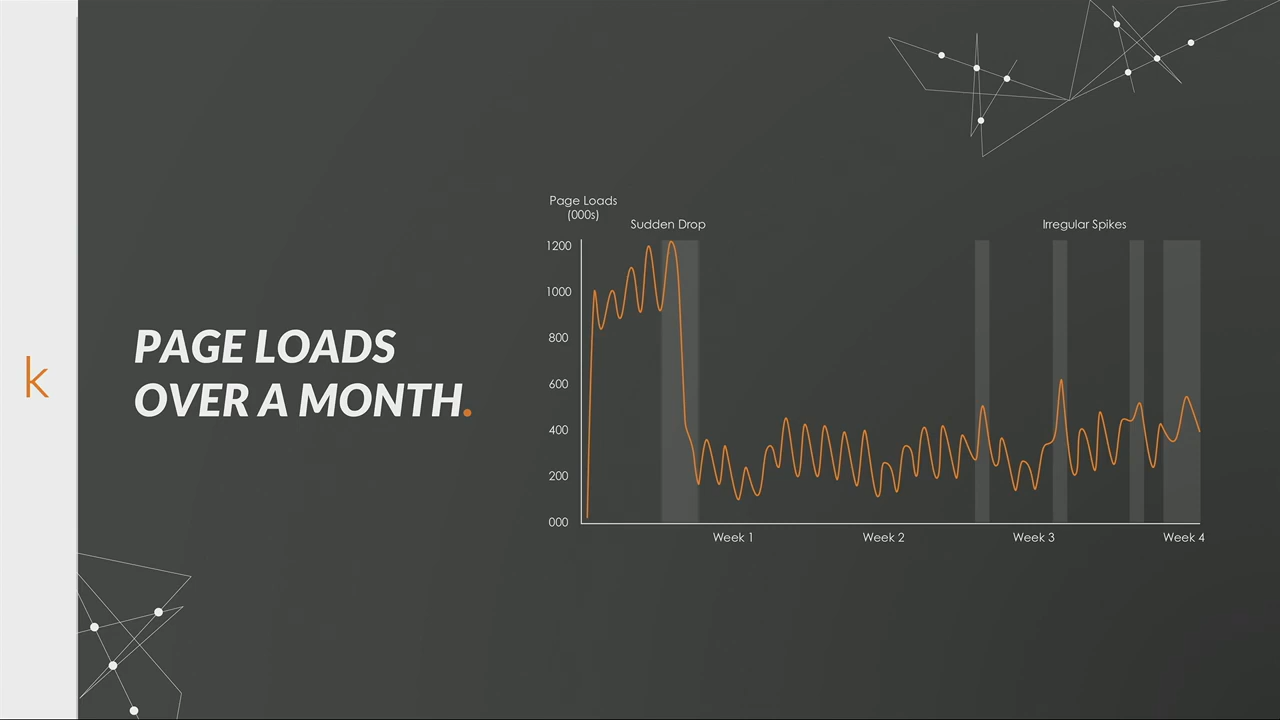 k
PAGE LOADS
OVER A MONTH.
Page Loads
(000s)
Sudden Drop
Irregular Spikes
1200
1000
800
600
400
200
000
Week 1
Week 2
Week 3
Week 4